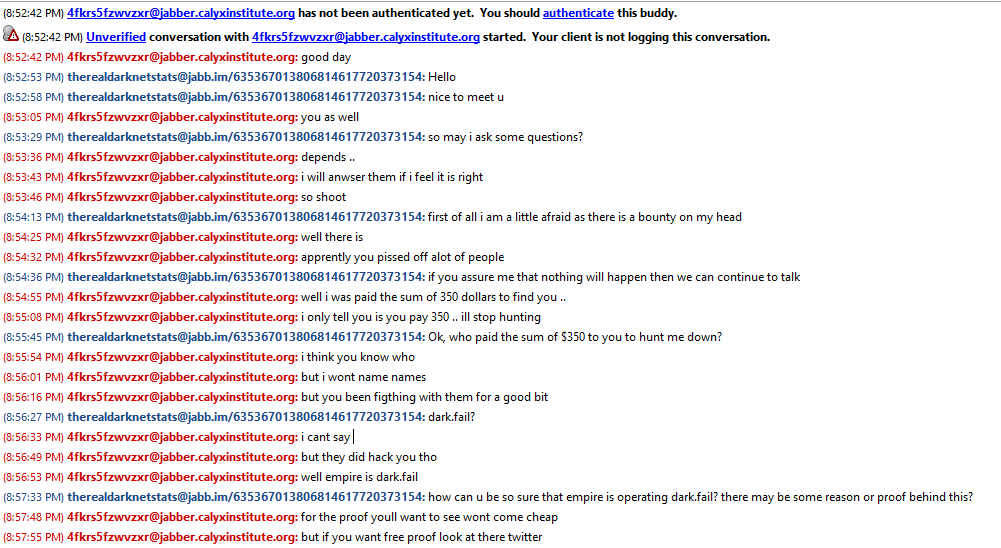 (8:52:42 PM) 4fkrs5fzwvzxr@jabber.calyxinstitute.org has not been authenticated yet.  You should authenticate this buddy.
(8:52:42 PM) Unverified conversation with 4fkrs5fzwvzxr@jabber.calyxinstitute.org started.  Your client is not logging this conversation.
(8:52:42 PM) 4fkrs5fzwvzxr@jabber.calyxinstitute.org: good day
(8:52:53 PM) therealdarknetstats@jabb.im/63536701380681461772037​3154: Hello
(8:52:58 PM) therealdarknetstats@jabb.im/635367013806814617720373154: nice to meet u
(8:53:05 PM) 4fkrs5fzwvzxr@jabber.calyxinstitute.org: you as well
(8:53:29 PM) therealdarknetstats@jabb.im/635367013806814617720373154: so may i ask some questions?
(8:53:36 PM) 4fkrs5fzwvzxr@jabber.calyxinstitute.org: depends ..
(8:53:43 PM) 4fkrs5fzwvzxr@jabber.calyxinstitute.org: i will anwser them if i feel it is right
(8:53:46 PM) 4fkrs5fzwvzxr@jabber.calyxinstitute.org: so shoot
(8:54:13 PM) therealdarknetstats@jabb.im/635367013806814617720373154: first of all i am a little afraid as there is a bounty on my head
(8:54:25 PM) 4fkrs5fzwvzxr@jabber.calyxinstitute.org: well there is
(8:54:32 PM) 4fkrs5fzwvzxr@jabber.calyxinstitute.org: apprently you pissed off alot of people
(8:54:36 PM) therealdarknetstats@jabb.im/635367013806814617720373154: if you assure me that nothing will happen then we can continue to talk
(8:54:55 PM) 4fkrs5fzwvzxr@jabber.calyxinstitute.org: well i was paid the sum of 350 dollars to find you ..
(8:55:08 PM) 4fkrs5fzwvzxr@jabber.calyxinstitute.org: i only tell you is you pay 350 .. ill stop hunting
(8:55:45 PM) therealdarknetstats@jabb.im/635367013806814617720373154: Ok, who paid the sum of $350 to you to hunt me down?
(8:55:54 PM) 4fkrs5fzwvzxr@jabber.calyxinstitute.org: i think you know who
(8:56:01 PM) 4fkrs5fzwvzxr@jabber.calyxinstitute.org: but i wont name names
(8:56:16 PM) 4fkrs5fzwvzxr@jabber.calyxinstitute.org: but you been figthing with them for a good bit
(8:56:27 PM) therealdarknetstats@jabb.im/635367013806814617720373154: dark.fail?
(8:56:33 PM) 4fkrs5fzwvzxr@jabber.calyxinstitute.org: i cant say
(8:56:49 PM) 4fkrs5fzwvzxr@jabber.calyxinstitute.org: but they did hack you tho
(8:56:53 PM) 4fkrs5fzwvzxr@jabber.calyxinstitute.org: well empire is dark.fail
(8:57:33 PM) therealdarknetstats@jabb.im/635367013806814617720373154: how can u be so sure that empire is operating dark.fail? there may be some reason or proof behind this?
(8:57:48 PM) 4fkrs5fzwvzxr@jabber.calyxinstitute.org: for the proof youll want to see wont come cheap
(8:57:55 PM) 4fkrs5fzwvzxr@jabber.calyxinstitute.org: but if you want free proof look at there twitter